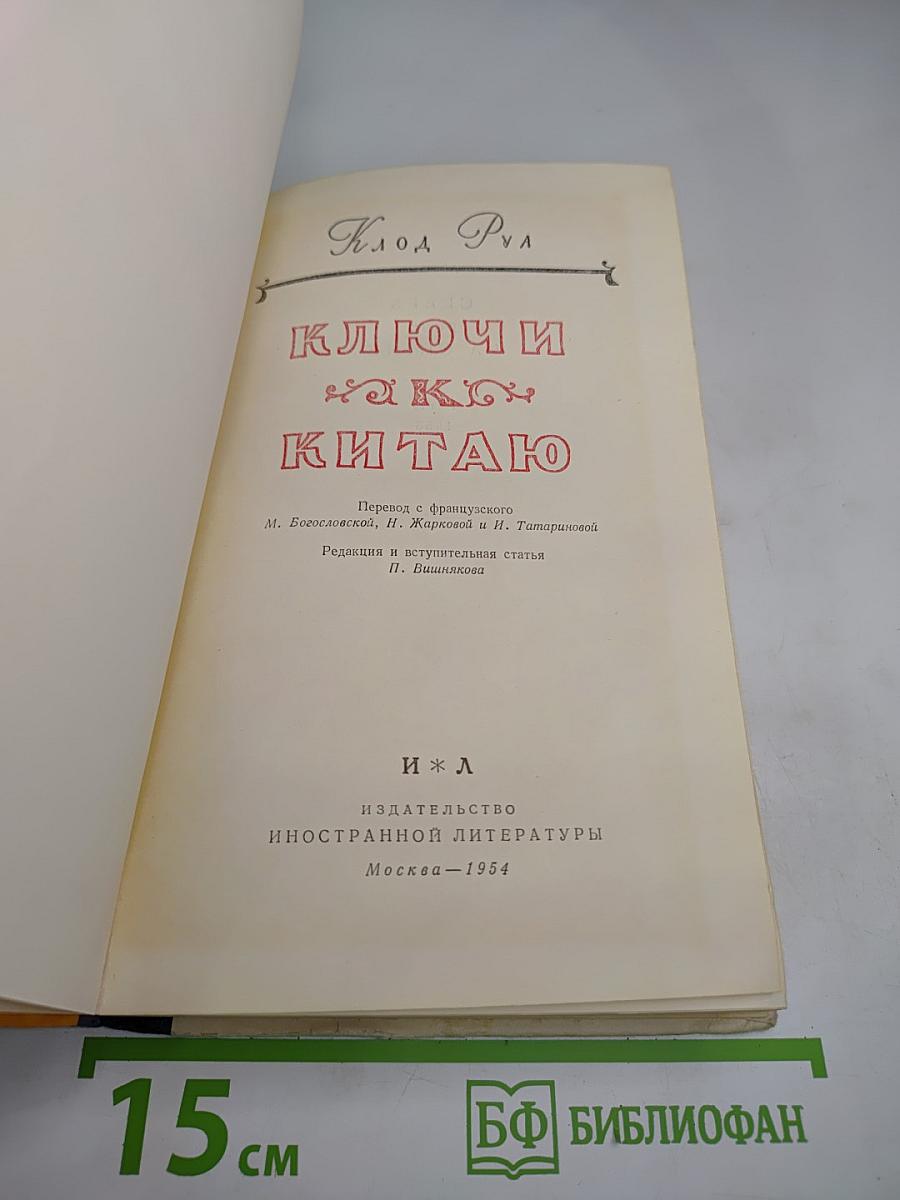 Клод Руа
КЛЮЧИ
К
КИТАЮ
Перевод с французского
М. Богословской, Н. Жарковой и И. Татариновой
Редакция и вступительная статья
П. Вишнякова
И * Л
ИЗДАТЕЛЬСТВО
ИНОСТРАННОЙ ЛИТЕРАТУРЫ
Москва — 1954
15 см
БФ БИБЛИОФАН